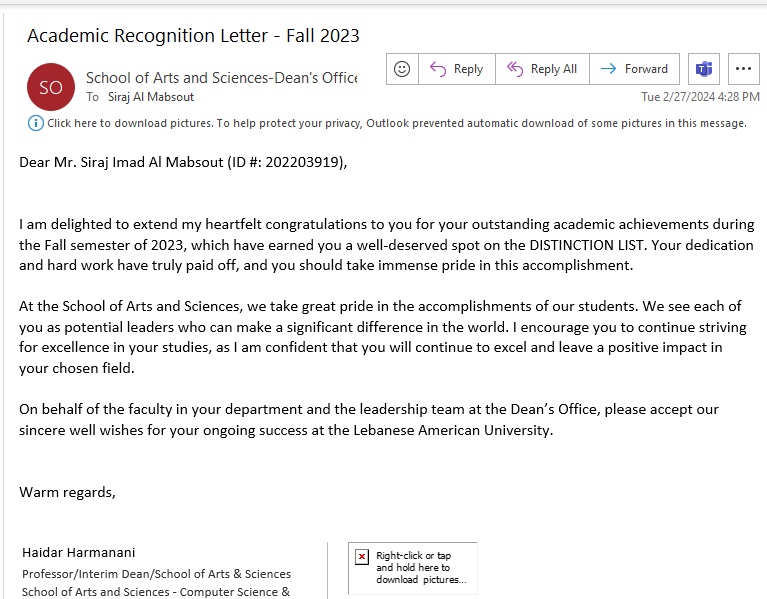 Academic Recognition Letter - Fall 2023
SO
School of Arts and Sciences-Dean's Office
To Siraj Al Mabsout
Reply
Reply All
Forward
Tue 2/27/2024 4:28 PM
Click here to download pictures. To help protect your privacy, Outlook prevented automatic download of some pictures in this message.
Dear Mr. Siraj Imad Al Mabsout (ID #: 202203919),
I am delighted to extend my heartfelt congratulations to you for your outstanding academic achievements during
the Fall semester of 2023, which have earned you a well-deserved spot on the DISTINCTION LIST. Your dedication
and hard work have truly paid off, and you should take immense pride in this accomplishment.
At the School of Arts and Sciences, we take great pride in the accomplishments of our students. We see each of
you as potential leaders who can make a significant difference in the world. I encourage you to continue striving
for excellence in your studies, as I am confident that you will continue to excel and leave a positive impact in
your chosen field.
On behalf of the faculty in your department and the leadership team at the Dean’s Office, please accept our
sincere well wishes for your ongoing success at the Lebanese American University.
Warm regards,
Haidar Harmanani
Professor/Interim Dean/School of Arts & Sciences
School of Arts and Sciences - Computer Science &
Right-click or tap
and hold here to
download pictures...